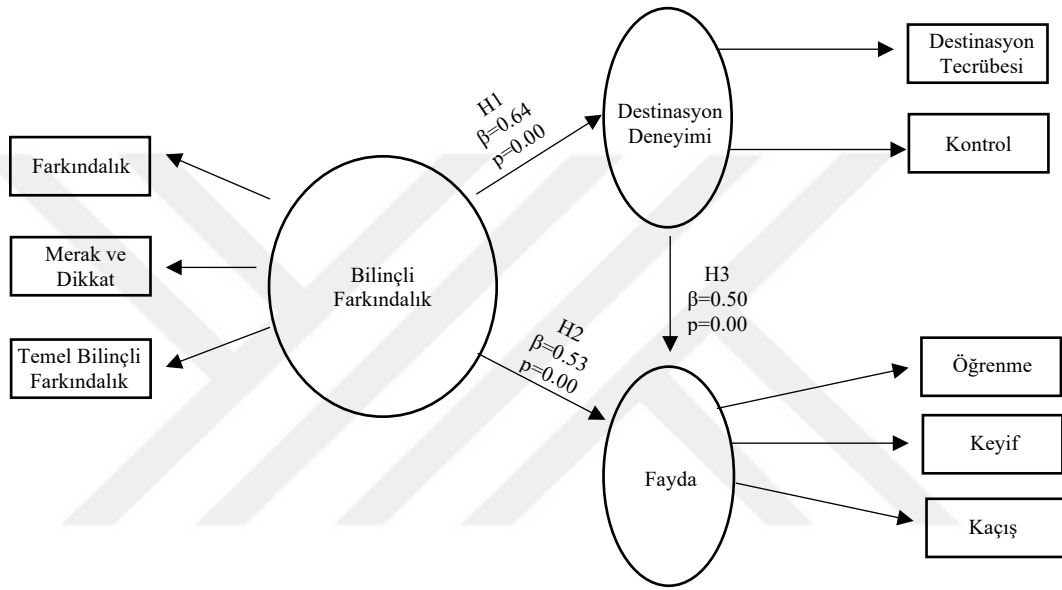 Farkındalık
Merak ve
Dikkat
Temel Bilinçli
Farkındalık
Bilinçli
Farkındalık
H1
β=0.64
p=0.00
H2
β=0.53
p=0.00
Destinasyon
Deneyimi
H3
β=0.50
p=0.00
Fayda
Destinasyon
Tecrübesi
Kontrol
Öğrenme
Keyif
Kaçış